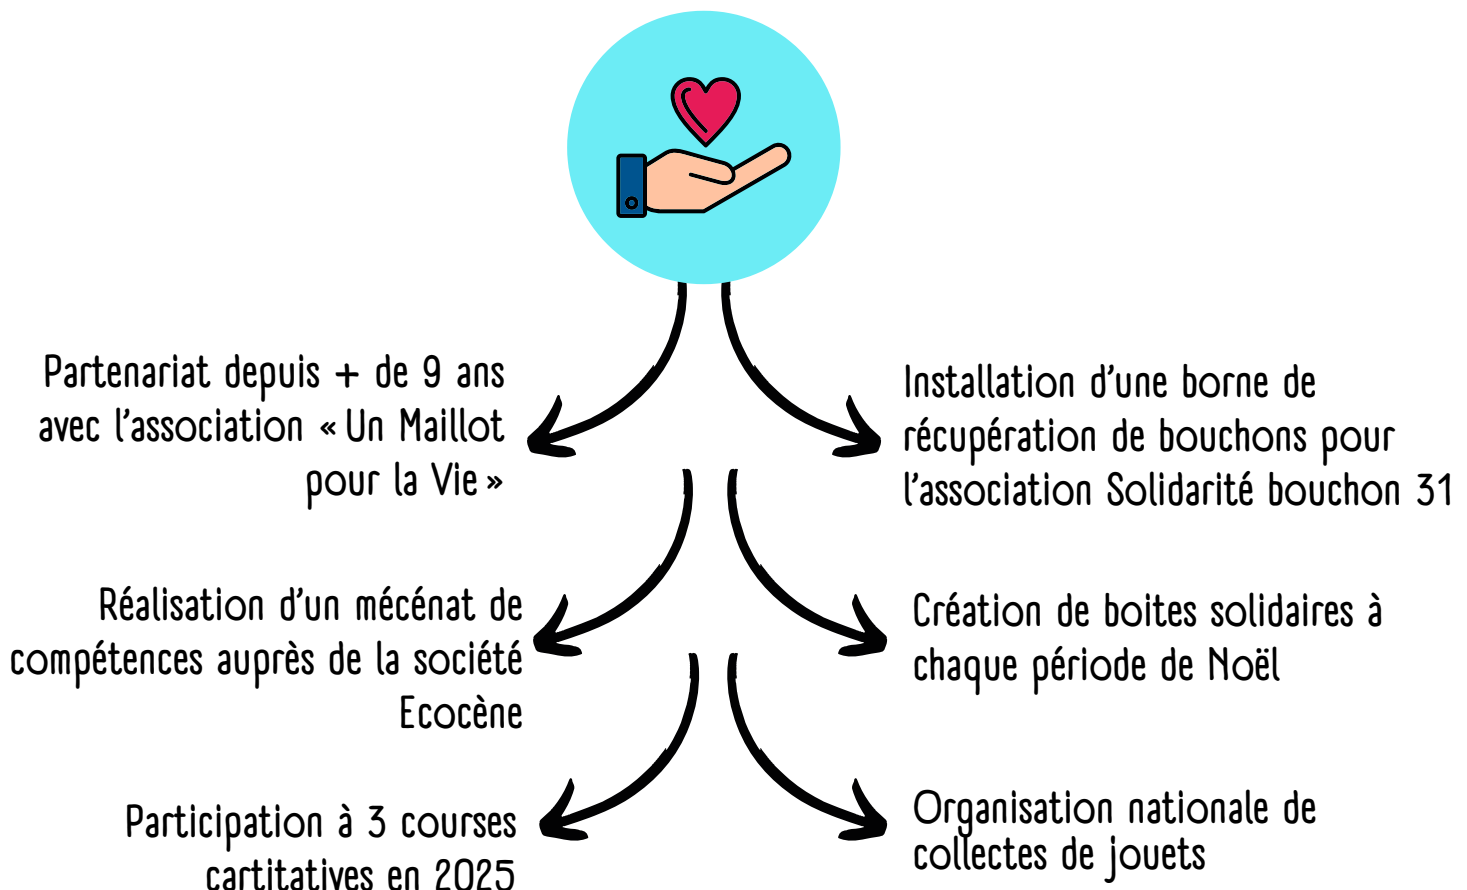 Partenariat depuis + de 9 ans
avec l'association « Un Maillot
pour la Vie »
Installation d'une borne de
récupération de bouchons pour
l'association Solidarité bouchon 31
Réalisation d'un mécénat de
compétences auprès de la société
Ecocène
Création de boites solidaires à
chaque période de Noël
Participation à 3 courses
cartitatives en 2025
Organisation nationale de
collectes de jouets